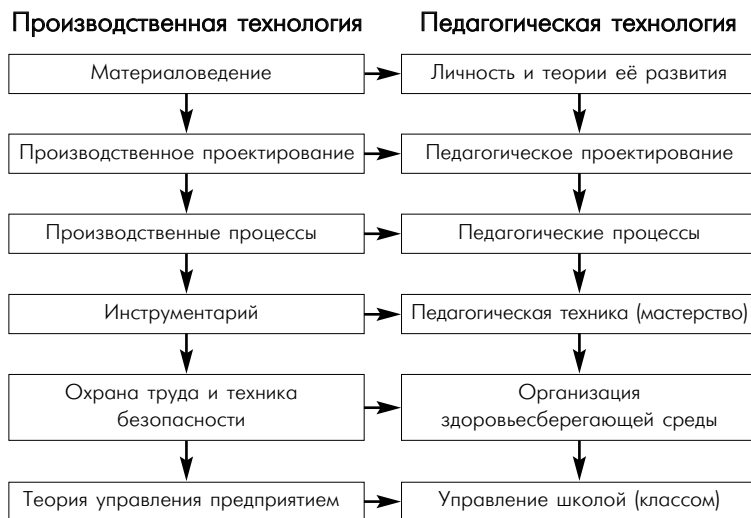 Производственная технология
Педагогическая технология
Материаловедение
Личность и теории её развития
Производственное проектирование
Педагогическое проектирование
Производственные процессы
Педагогические процессы
Инструментарий
Педагогическая техника (мастерство)
Охрана труда и техника
безопасности
Организация
здоровьесберегающей среды
Теория управления предприятием
Управление школой (классом)